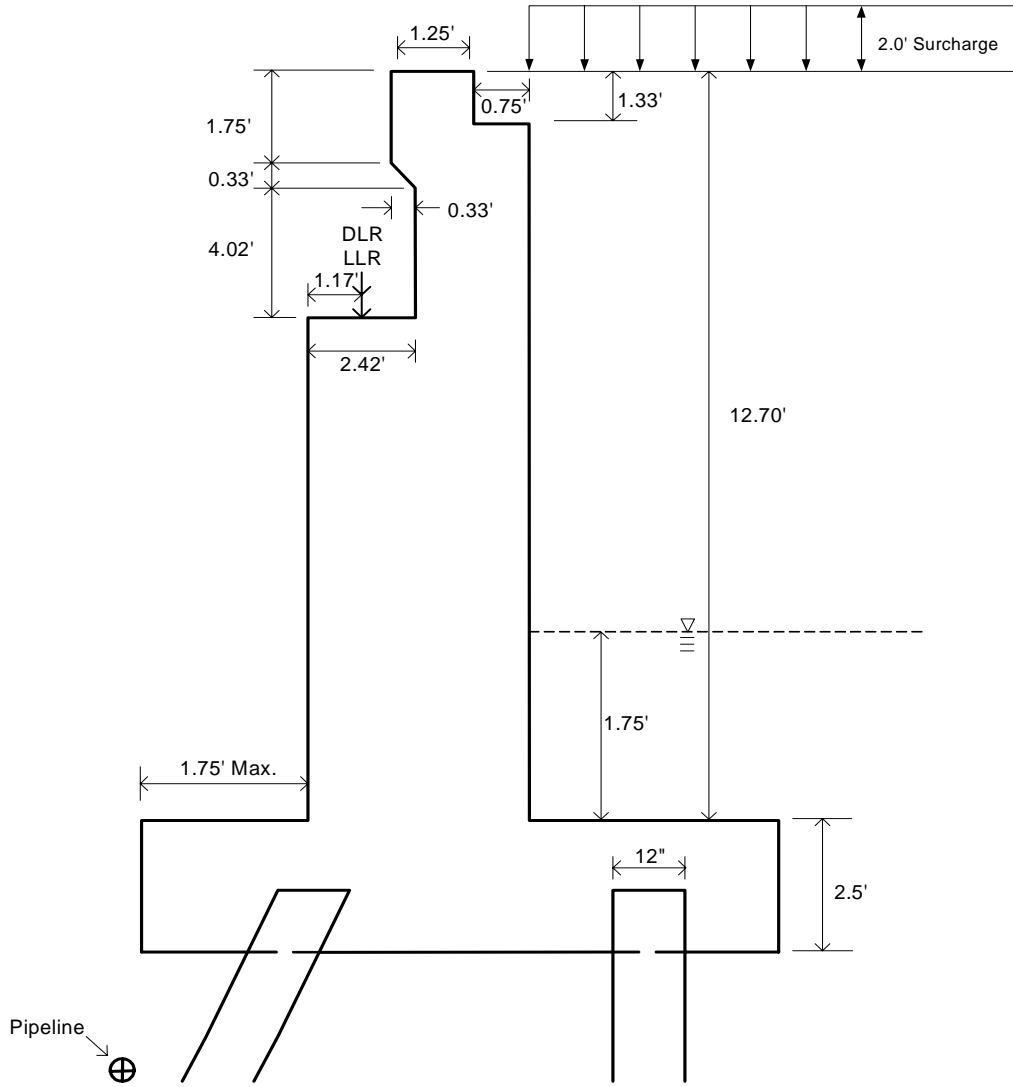 1.25'
2.0' Surcharge
0.75'
1.33'
1.75'
0.33'
0.33'
4.02'
DLR
LLR
1.17'
2.42'
12.70'
1.75'
1.75' Max.
12"
2.5'
Pipeline